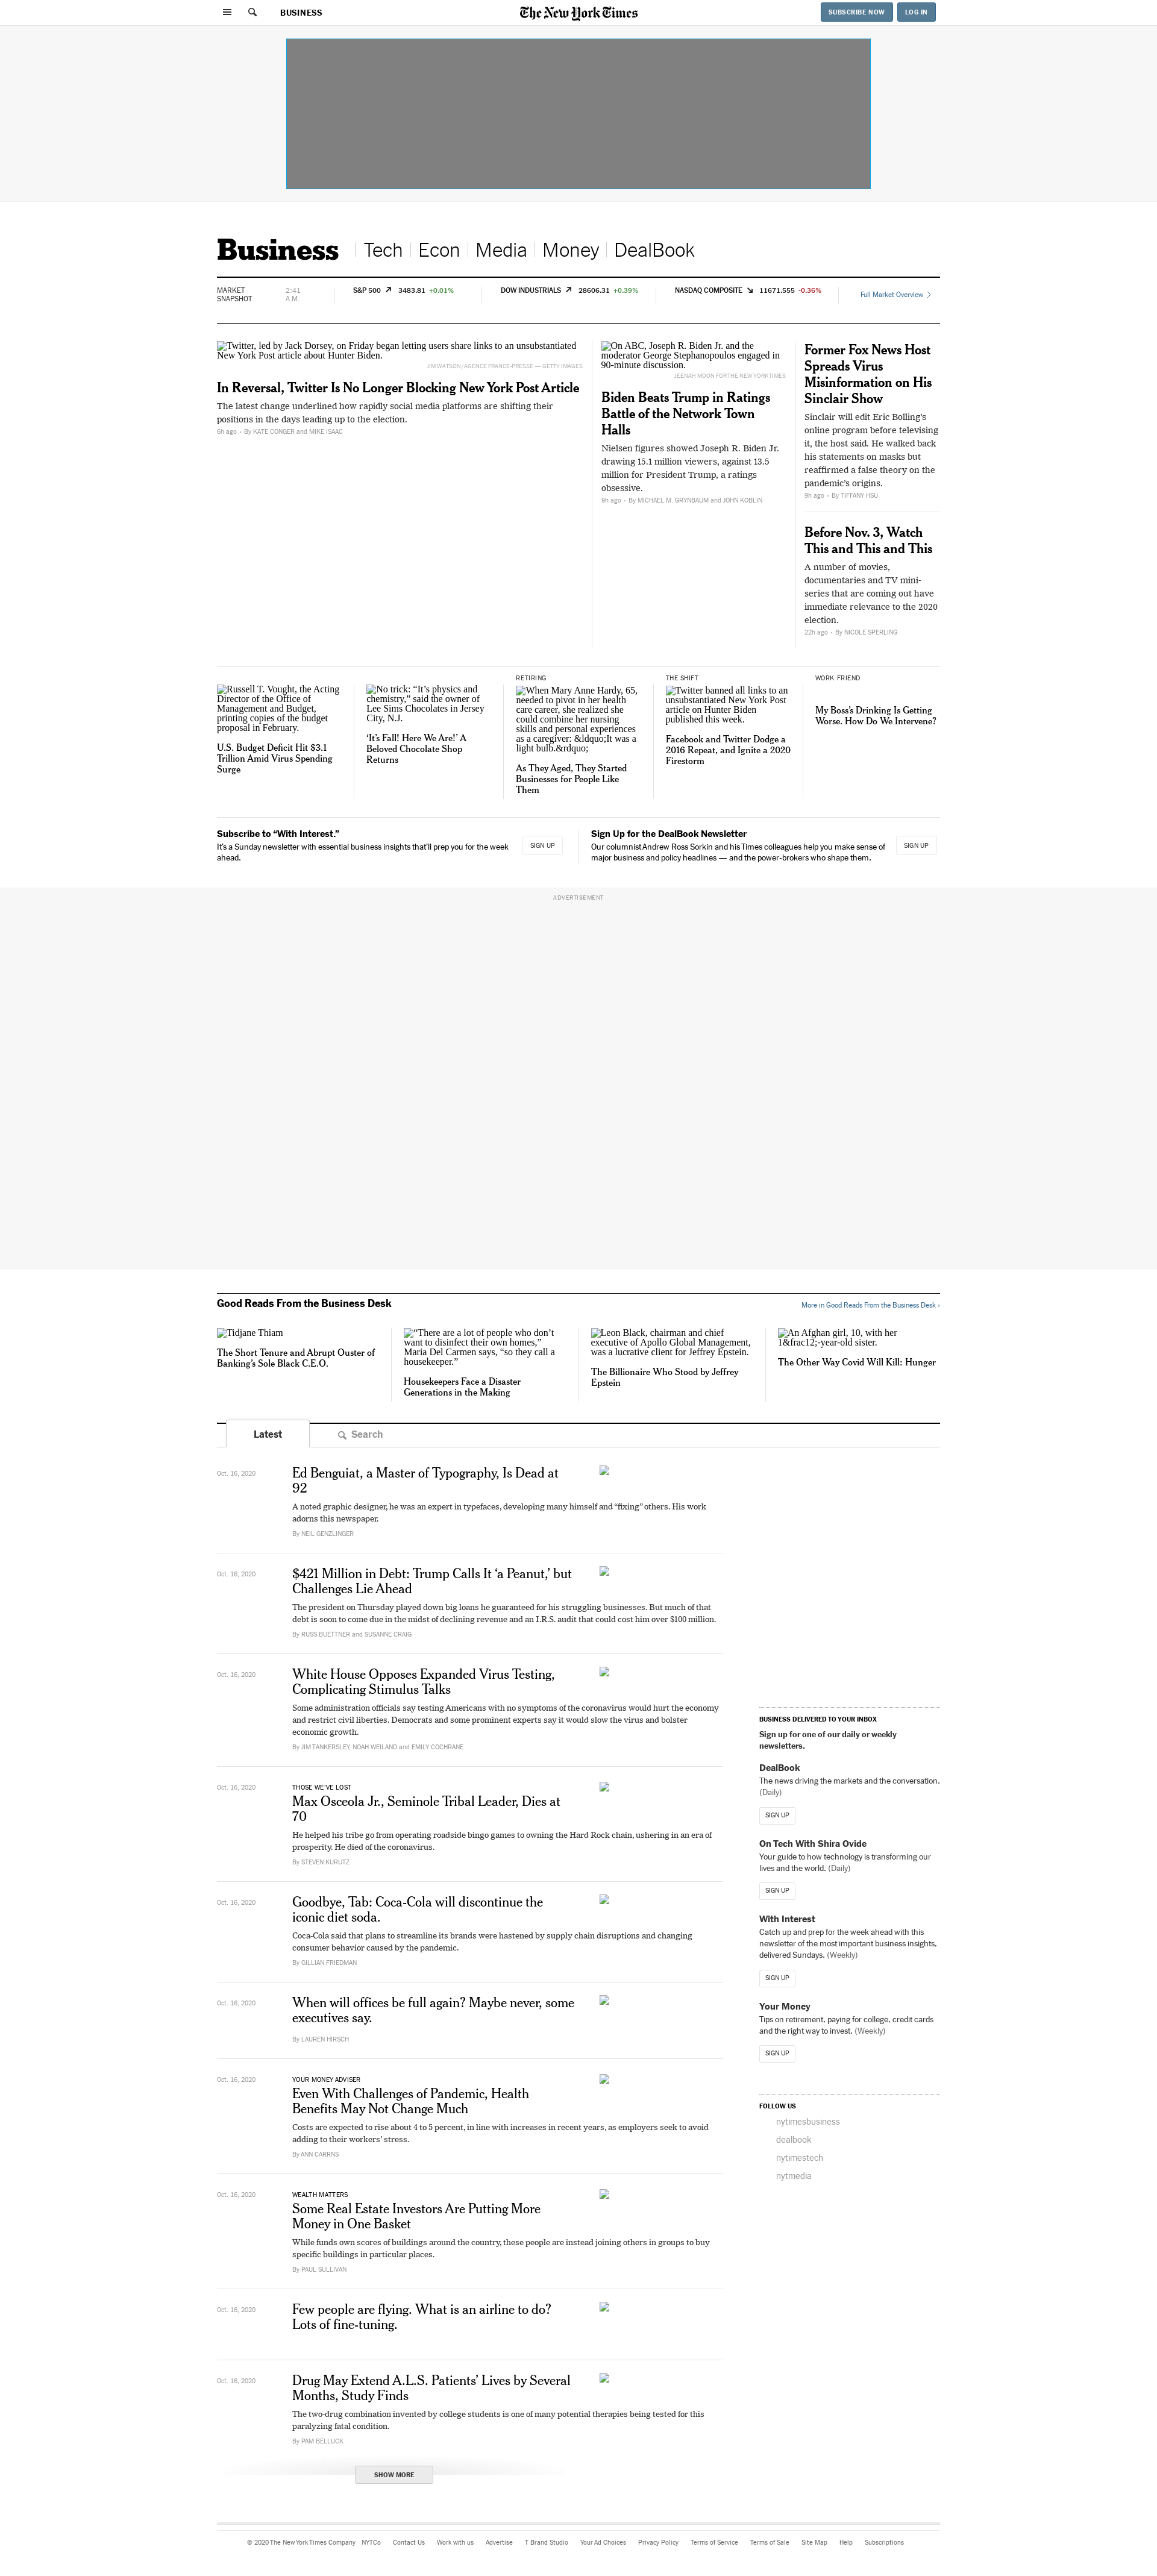 BUSINESS
The New York Times
SUBSCRIBE NOW
LOG IN
Business
Tech
Econ
Media
Money
DealBook
MARKET
SNAPSHOT
2:41
A.M.
S&P 500 3483.81 +0.01%
DOW INDUSTRIALS 28606.31 +0.39%
NASDAQ COMPOSITE 11671.555 -0.36%
Full Market Overview
Twitter, led by Jack Dorsey, on Friday began letting users share links to an unsubstantiated
New York Post article about Hunter Biden.
JIM WATSON/AGENCE FRANCE-PRESSE — GETTY IMAGES
In Reversal, Twitter Is No Longer Blocking New York Post Article
The latest change underlined how rapidly social media platforms are shifting their
positions in the days leading up to the election.
6h ago • By KATE CONGER and MIKE ISAAC
On ABC, Joseph R. Biden Jr. and the
moderator George Stephanopoulos engaged in
90-minute discussion.
JEENAH MOON FOR THE NEW YORK TIMES
Biden Beats Trump in Ratings
Battle of the Network Town
Halls
Nielsen figures showed Joseph R. Biden Jr.
drawing 15.1 million viewers, against 13.5
million for President Trump, a ratings
obsessive.
9h ago • By MICHAEL M. GRYNBAUM and JOHN KOBLIN
Former Fox News Host
Spreads Virus
Misinformation on His
Sinclair Show
Sinclair will edit Eric Bolling’s
online program before televising
it, the host said. He walked back
his statements on masks but
reaffirmed a false theory on the
pandemic’s origins.
9h ago • By TIFFANY HSU
Before Nov. 3, Watch
This and This and This
A number of movies,
documentaries and TV mini-
series that are coming out have
immediate relevance to the 2020
election.
22h ago • By NICOLE SPERLING
Russell T. Vought, the Acting
Director of the Office of
Management and Budget,
printing copies of the budget
proposal in February.
U.S. Budget Deficit Hit $3.1
Trillion Amid Virus Spending
Surge
No trick: “It’s physics and
chemistry,” said the owner of
Lee Sims Chocolates in Jersey
City, N.J.
‘It’s Fall! Here We Are!’ A
Beloved Chocolate Shop
Returns
RETIRING
When Mary Anne Hardy, 65,
needed to pivot in her health
care career, she realized she
could combine her nursing
skills and personal experiences
as a caregiver: &ldquo;It was a
light bulb.&rdquo;
As They Aged, They Started
Businesses for People Like
Them
THE SHIFT
Twitter banned all links to an
unsubstantiated New York Post
article on Hunter Biden
published this week.
Facebook and Twitter Dodge a
2016 Repeat, and Ignite a 2020
Firestorm
WORK FRIEND
My Boss’s Drinking Is Getting
Worse. How Do We Intervene?
Subscribe to “With Interest.”
It’s a Sunday newsletter with essential business insights that’ll prep you for the week
ahead.
SIGN UP
Sign Up for the DealBook Newsletter
Our columnist Andrew Ross Sorkin and his Times colleagues help you make sense of
major business and policy headlines — and the power-brokers who shape them.
SIGN UP
ADVERTISEMENT
Good Reads From the Business Desk
More in Good Reads From the Business Desk ›
Tidjane Thiam
The Short Tenure and Abrupt Ouster of
Banking’s Sole Black C.E.O.
“There are a lot of people who don’t
want to disinfect their own homes,”
Maria Del Carmen says, “so they call a
housekeeper.”
Housekeepers Face a Disaster
Generations in the Making
Leon Black, chairman and chief
executive of Apollo Global Management,
was a lucrative client for Jeffrey Epstein.
The Billionaire Who Stood by Jeffrey
Epstein
An Afghan girl, 10, with her
1&frac12;-year-old sister.
The Other Way Covid Will Kill: Hunger
Latest
Search
Oct. 16, 2020
Ed Benguiat, a Master of Typography, Is Dead at
92
A noted graphic designer, he was an expert in typefaces, developing many himself and “fixing” others. His work
adorns this newspaper.
By NEIL GENZLINGER
Oct. 16, 2020
$421 Million in Debt: Trump Calls It ‘a Peanut,’ but
Challenges Lie Ahead
The president on Thursday played down big loans he guaranteed for his struggling businesses. But much of that
debt is soon to come due in the midst of declining revenue and an I.R.S. audit that could cost him over $100 million.
By RUSS BUETTNER and SUSANNE CRAIG
Oct. 16, 2020
White House Opposes Expanded Virus Testing,
Complicating Stimulus Talks
Some administration officials say testing Americans with no symptoms of the coronavirus would hurt the economy
and restrict civil liberties. Democrats and some prominent experts say it would slow the virus and bolster
economic growth.
By JIM TANKERSLEY, NOAH WEILAND and EMILY COCHRANE
Oct. 16, 2020
THOSE WE’VE LOST
Max Osceola Jr., Seminole Tribal Leader, Dies at
70
He helped his tribe go from operating roadside bingo games to owning the Hard Rock chain, ushering in an era of
prosperity. He died of the coronavirus.
By STEVEN KURUTZ
Oct. 16, 2020
Goodbye, Tab: Coca-Cola will discontinue the
iconic diet soda.
Coca-Cola said that plans to streamline its brands were hastened by supply chain disruptions and changing
consumer behavior caused by the pandemic.
By GILLIAN FRIEDMAN
Oct. 16, 2020
When will offices be full again? Maybe never, some
executives say.
By LAUREN HIRSCH
Oct. 16, 2020
YOUR MONEY ADVISER
Even With Challenges of Pandemic, Health
Benefits May Not Change Much
Costs are expected to rise about 4 to 5 percent, in line with increases in recent years, as employers seek to avoid
adding to their workers’ stress.
By ANN CARRNS
Oct. 16, 2020
WEALTH MATTERS
Some Real Estate Investors Are Putting More
Money in One Basket
While funds own scores of buildings around the country, these people are instead joining others in groups to buy
specific buildings in particular places.
By PAUL SULLIVAN
Oct. 16, 2020
Few people are flying. What is an airline to do?
Lots of fine-tuning.
Oct. 16, 2020
Drug May Extend A.L.S. Patients’ Lives by Several
Months, Study Finds
The two-drug combination invented by college students is one of many potential therapies being tested for this
paralyzing fatal condition.
By PAM BELLUCK
SHOW MORE
BUSINESS DELIVERED TO YOUR INBOX
Sign up for one of our daily or weekly
newsletters.
DealBook
The news driving the markets and the conversation.
(Daily)
SIGN UP
On Tech With Shira Ovide
Your guide to how technology is transforming our
lives and the world. (Daily)
SIGN UP
With Interest
Catch up and prep for the week ahead with this
newsletter of the most important business insights,
delivered Sundays. (Weekly)
SIGN UP
Your Money
Tips on retirement, paying for college, credit cards
and the right way to invest. (Weekly)
SIGN UP
FOLLOW US
nytimesbusiness
dealbook
nytimestech
nytmedia
© 2020 The New York Times Company NYTCo Contact Us Work with us Advertise T Brand Studio Your Ad Choices Privacy Policy Terms of Service Terms of Sale Site Map Help Subscriptions